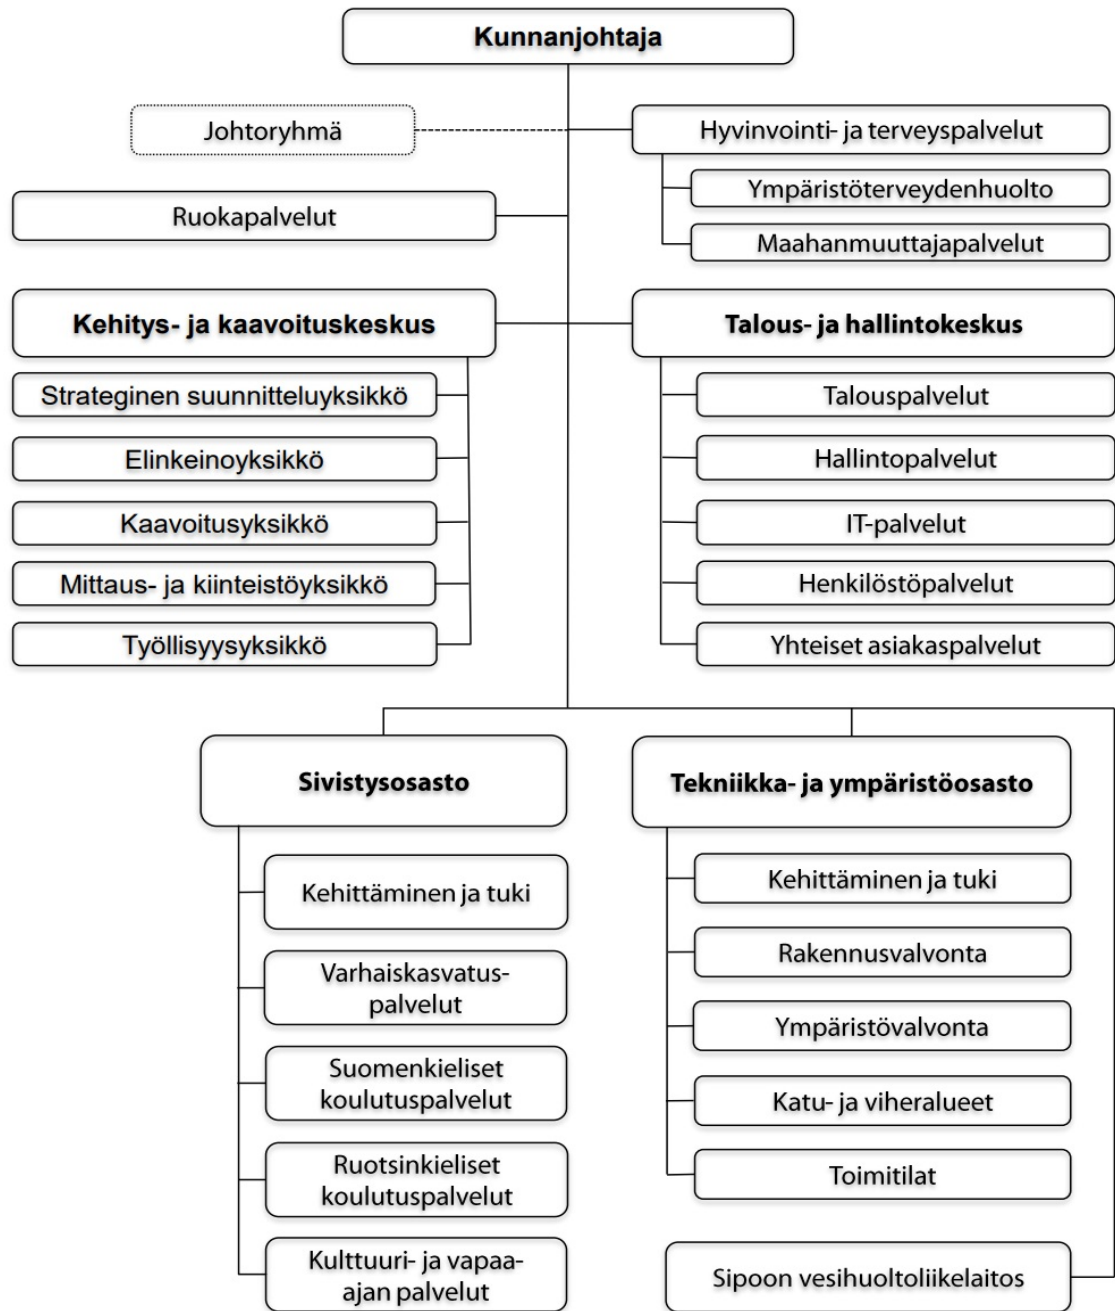 Kunnanjohtaja
Johtoryhmä
Hyvinvointi- ja terveyspalvelut
Ympäristöterveydenhuolto
Maahanmuuttajapalvelut
Ruokapalvelut
Kehitys- ja kaavoituskeskus
Strateginen suunnitteluyksikkö
Elinkeinoyksikkö
Kaavoitusyksikkö
Mittaus- ja kiinteistöyksikkö
Työllisyysyksikkö
Talous- ja hallintokeskus
Talouspalvelut
Hallintopalvelut
IT-palvelut
Henkilöstöpalvelut
Yhteiset asiakaspalvelut
Sivistysosasto
Kehittäminen ja tuki
Varhaiskasvatus-
palvelut
Suomenkieliset
koulutuspalvelut
Ruotsinkieliset
koulutuspalvelut
Kulttuuri- ja vapaa-
ajan palvelut
Tekniikka- ja ympäristöosasto
Kehittäminen ja tuki
Rakennusvalvonta
Ympäristövalvonta
Katu- ja viheralueet
Toimitilat
Sipoon vesihuoltoliikelaitos